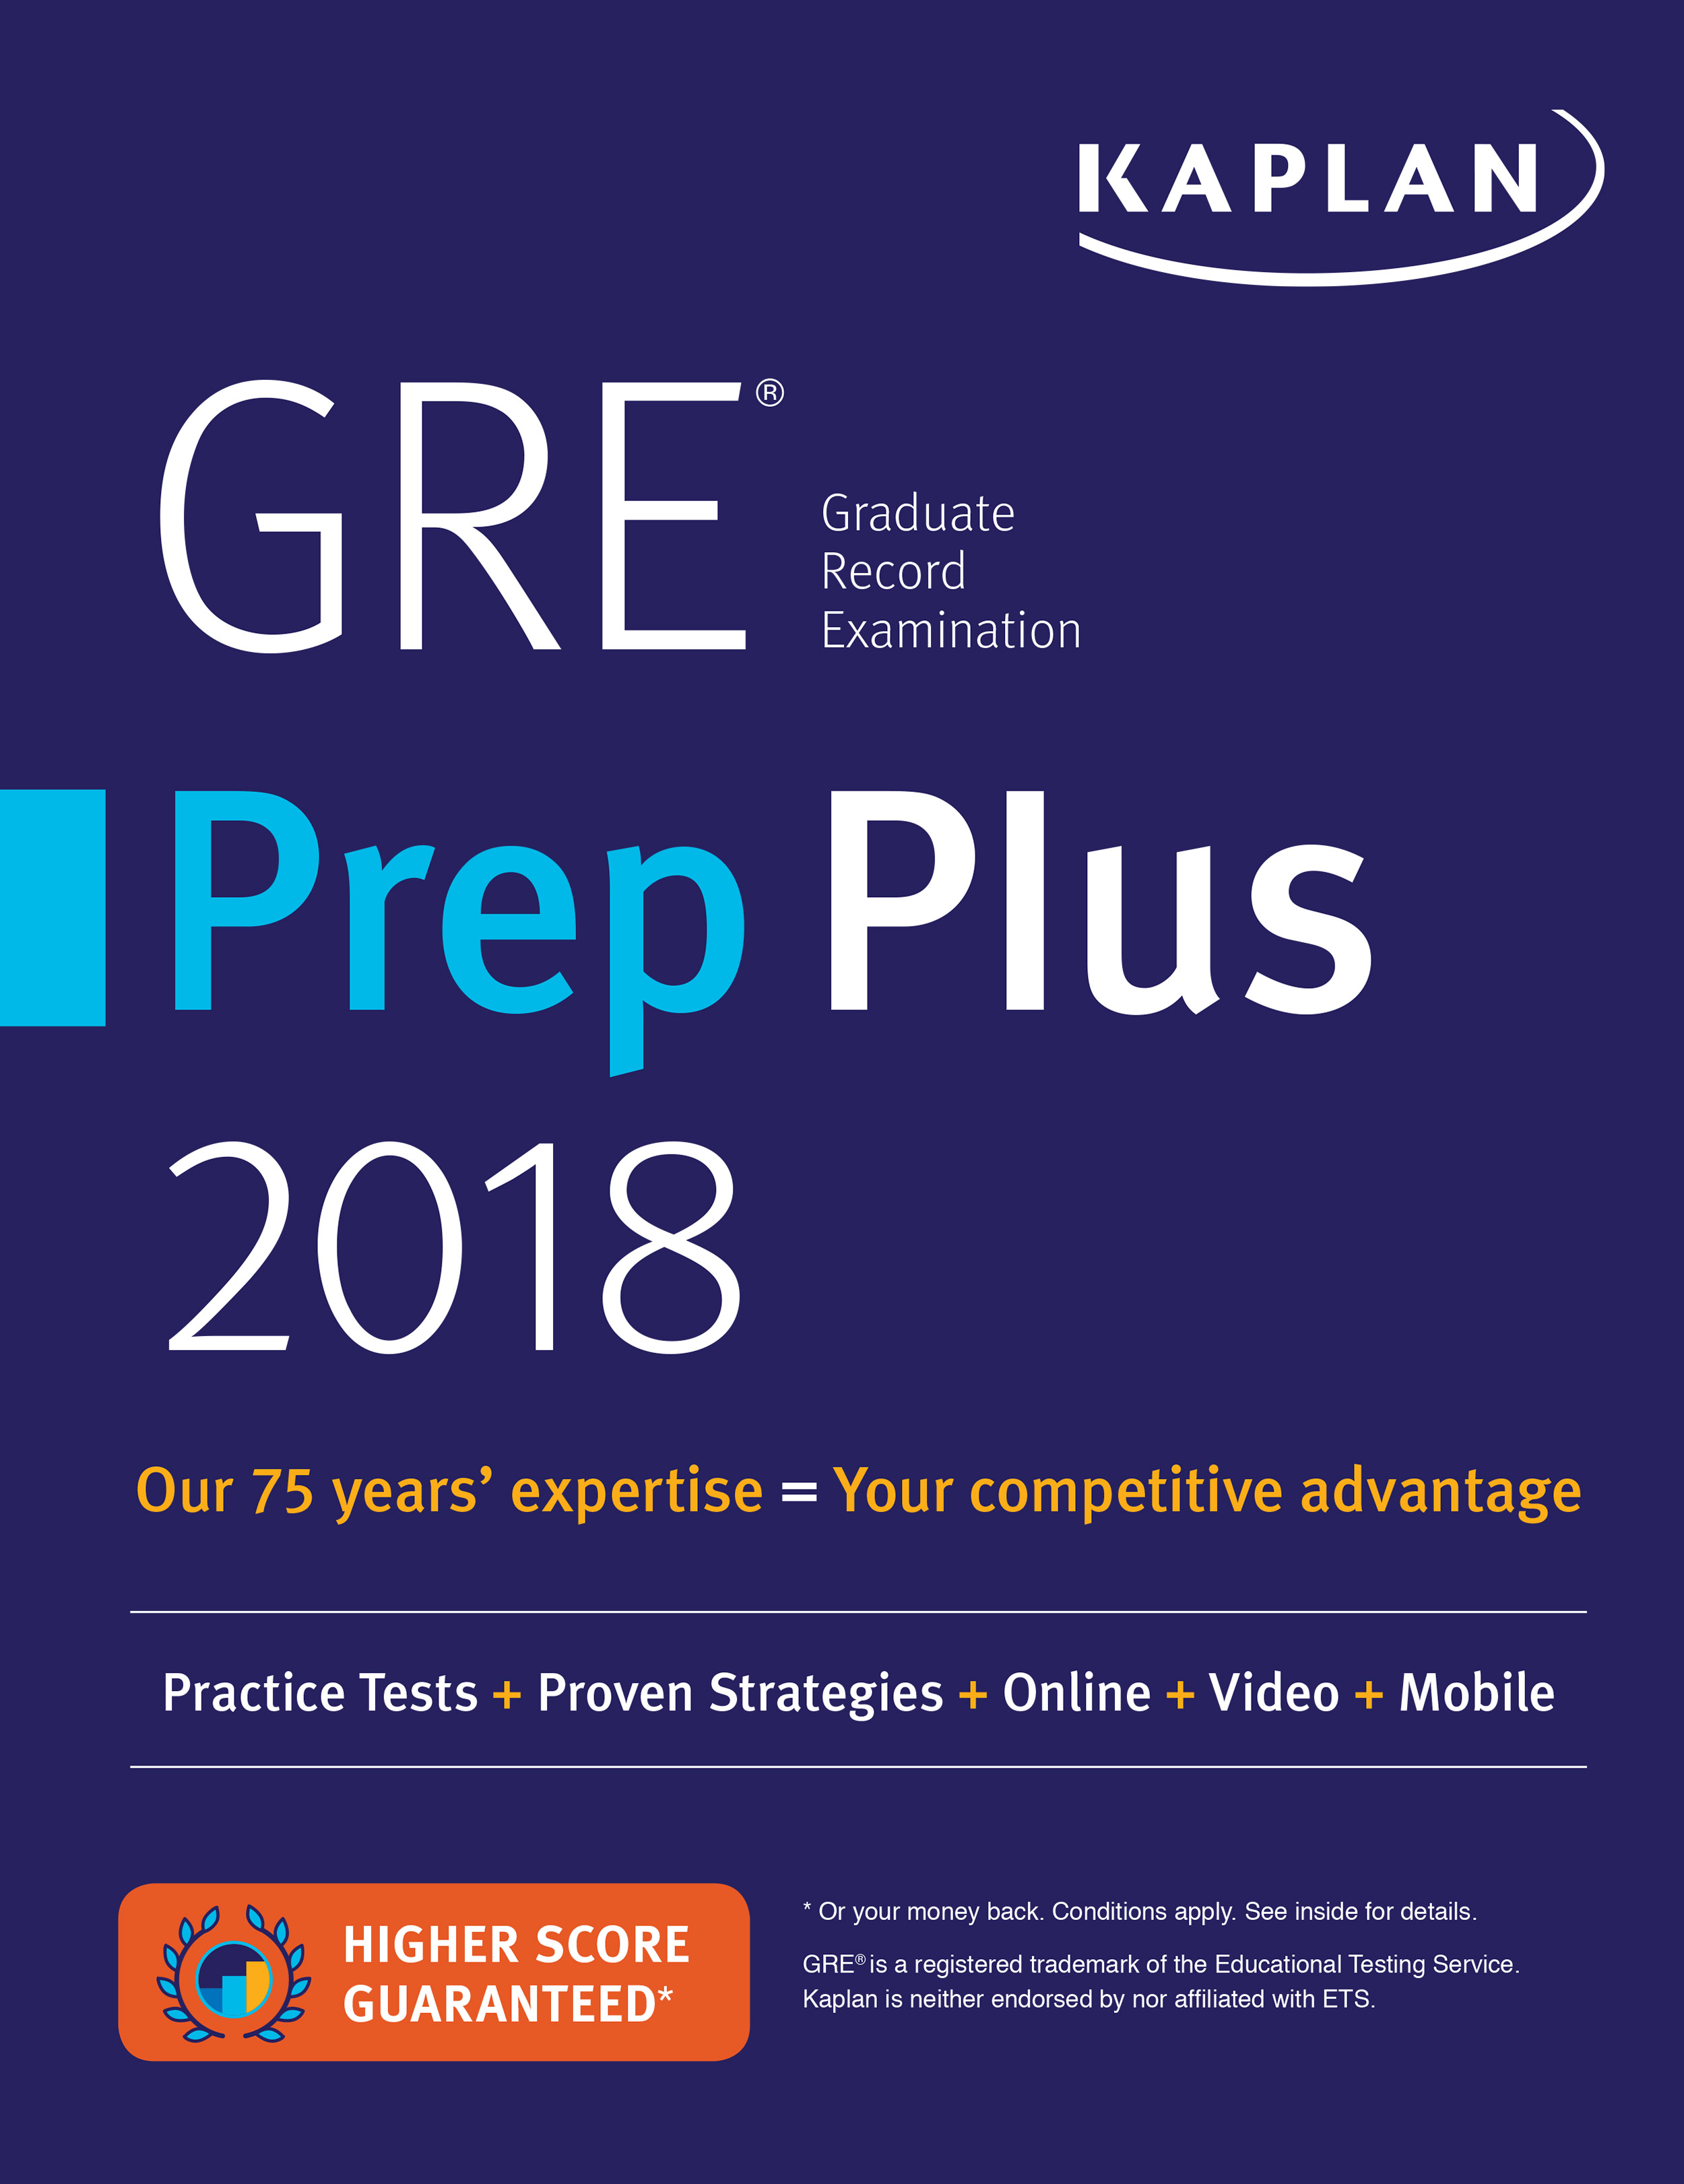 KAPLAN
GRE®
Graduate
Record
Examination
Prep Plus
2018
Our 75 years’ expertise = Your competitive advantage
Practice Tests + Proven Strategies + Online + Video + Mobile
HIGHER SCORE
GUARANTEED*
* Or your money back. Conditions apply. See inside for details.
GRE® is a registered trademark of the Educational Testing Service.
Kaplan is neither endorsed by nor affiliated with ETS.